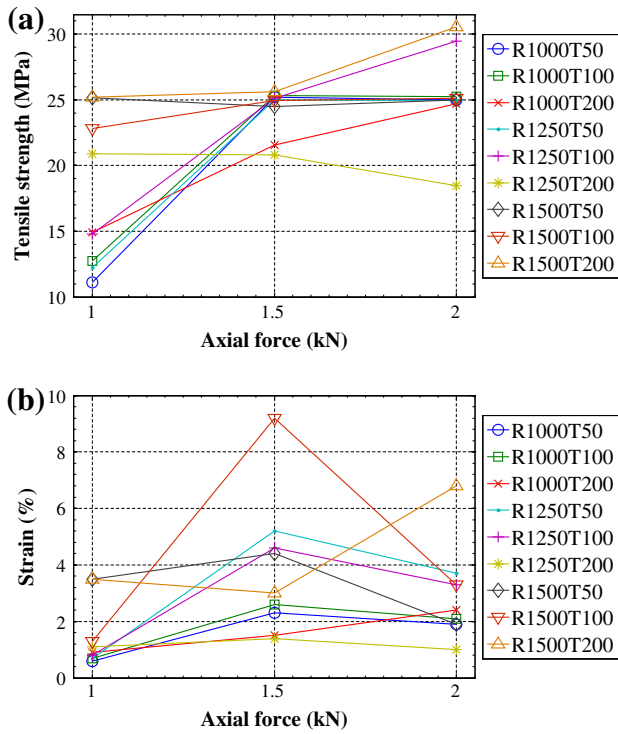 (a)
Tensile strength (MPa)
30
25
20
15
10
1
1.5
2
Axial force (kN)
R1000T50
R1000T100
R1000T200
R1250T50
R1250T100
R1250T200
R1500T50
R1500T100
R1500T200
(b)
Strain (%)
10
8
6
4
2
0
1
1.5
2
Axial force (kN)
R1000T50
R1000T100
R1000T200
R1250T50
R1250T100
R1250T200
R1500T50
R1500T100
R1500T200